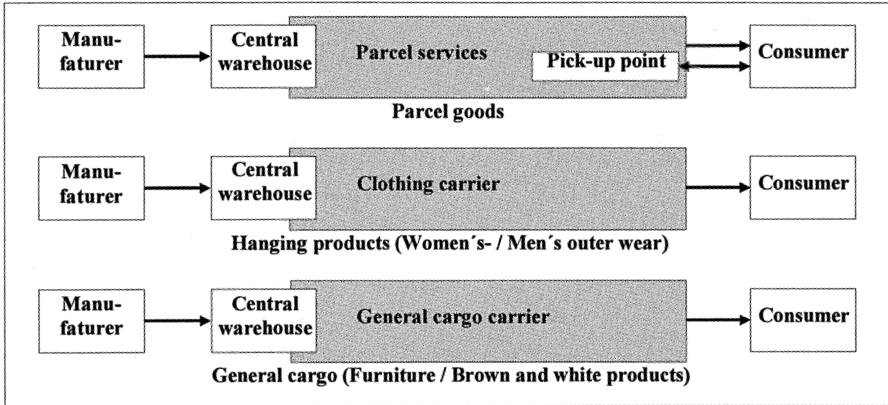 Manu-
faturer
Central
warehouse
Parcel services
Pick-up point
Consumer
Parcel goods
Manu-
faturer
Central
warehouse
Clothing carrier
Consumer
Hanging products (Women´s- / Men´s outer wear)
Manu-
faturer
Central
warehouse
General cargo carrier
Consumer
General cargo (Furniture / Brown and white products)